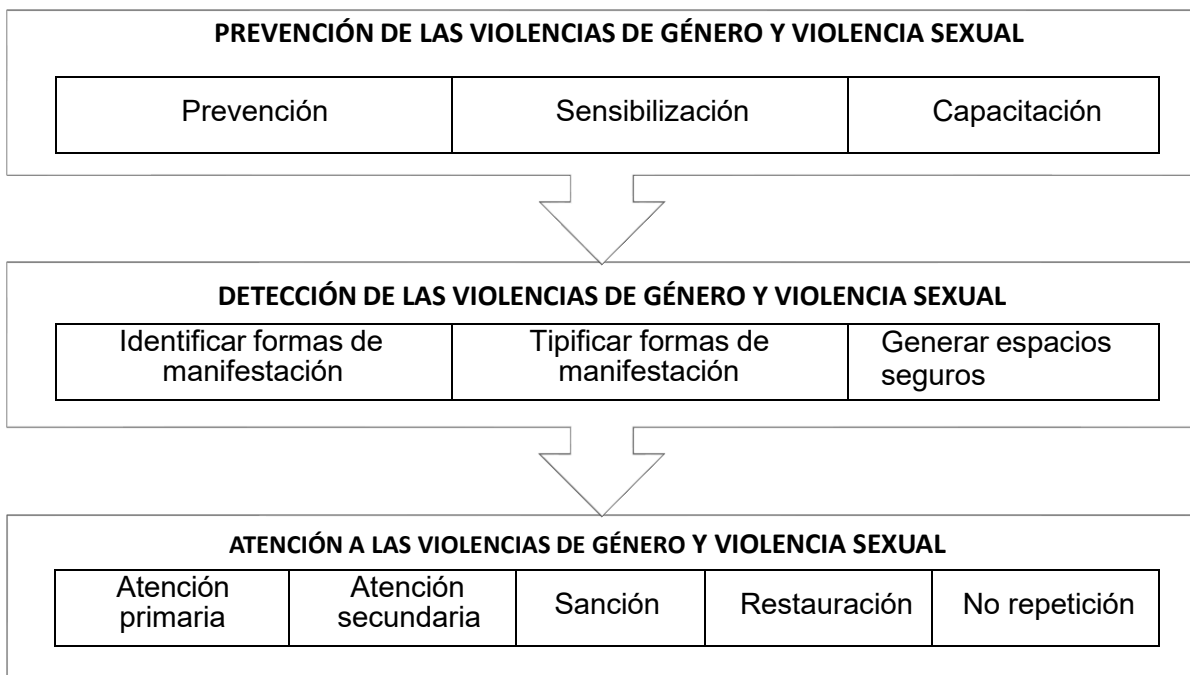 PREVENCIÓN DE LAS VIOLENCIAS DE GÉNERO Y VIOLENCIA SEXUAL
Prevención
Sensibilización
Capacitación
DETECCIÓN DE LAS VIOLENCIAS DE GÉNERO Y VIOLENCIA SEXUAL
Identificar formas de
manifestación
Tipificar formas de
manifestación
Generar espacios
seguros
ATENCIÓN A LAS VIOLENCIAS DE GÉNERO Y VIOLENCIA SEXUAL
Atención
primaria
Atención
secundaria
Sanción
Restauración
No repetición